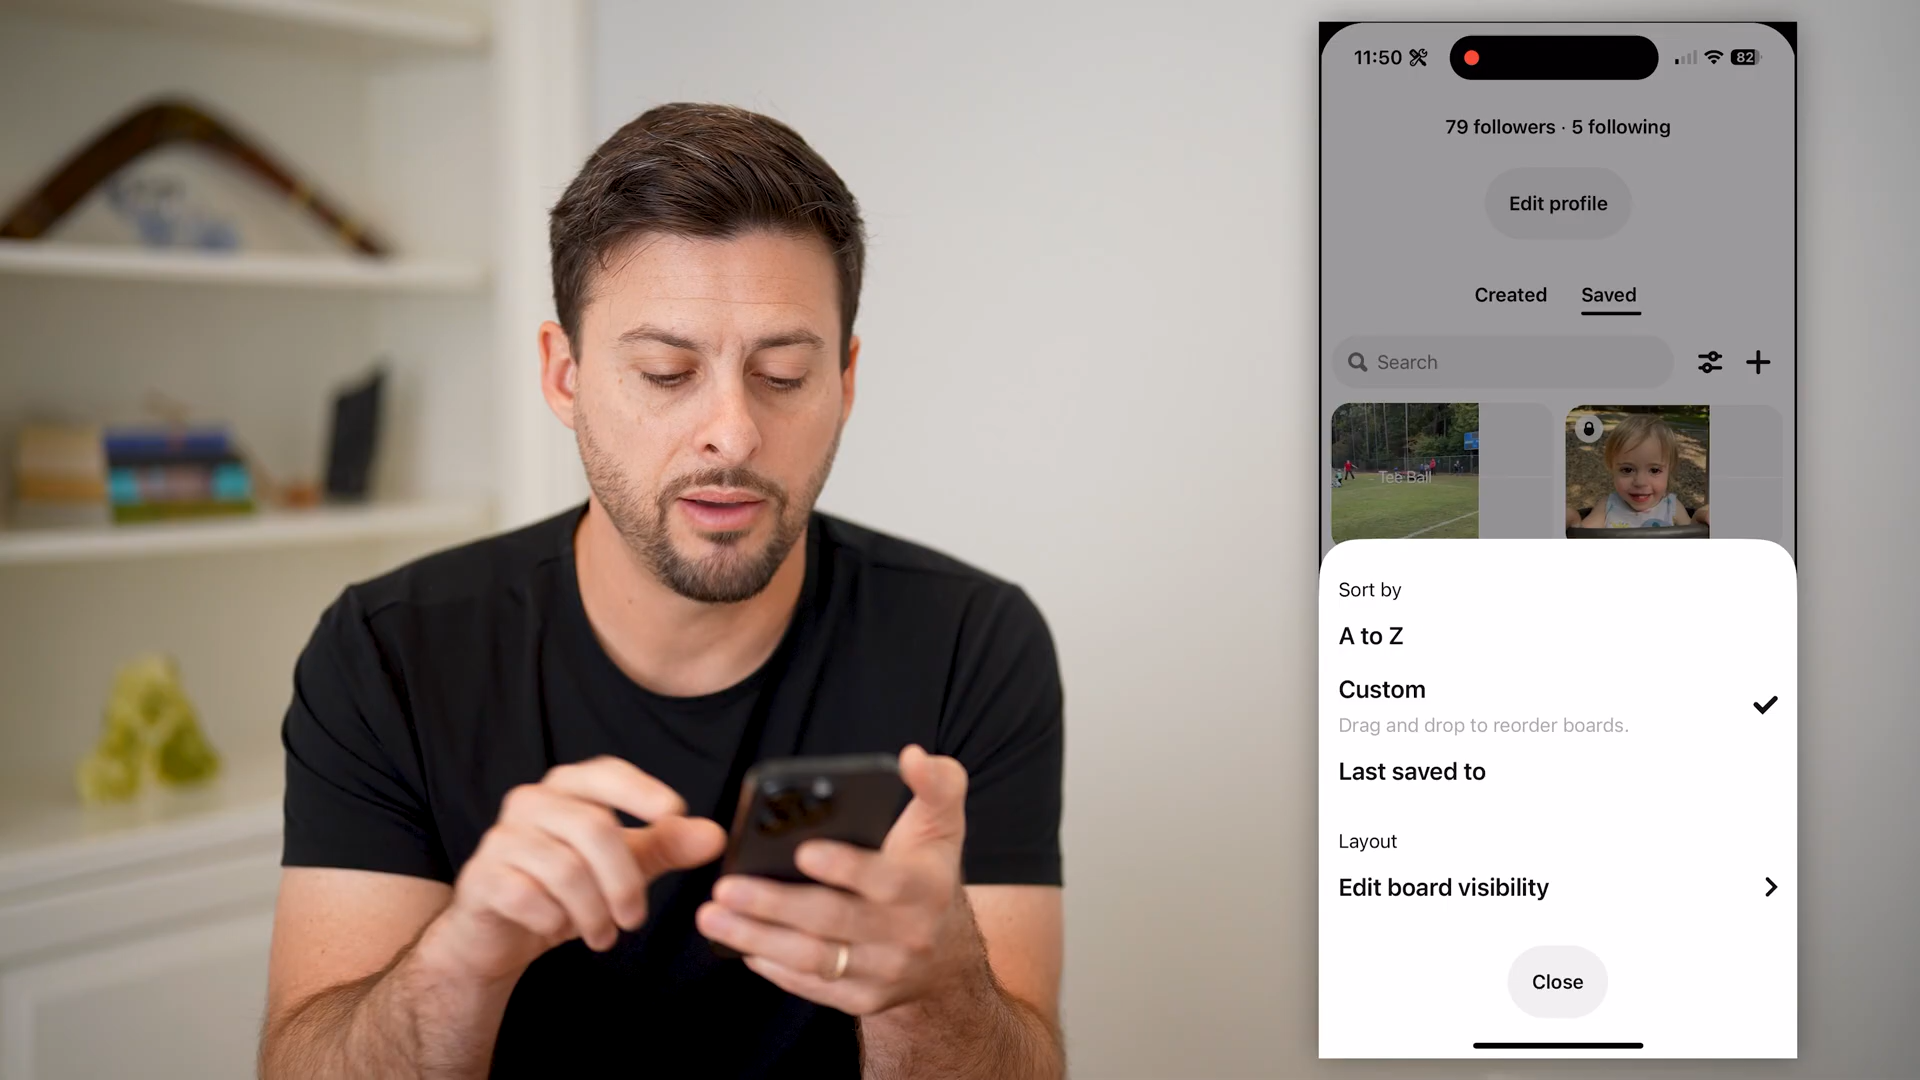 11:50
82
79 followers · 5 following
Edit profile
Created Saved
Search
Tee Ball
Sort by
A to Z
Custom
Drag and drop to reorder boards.
Last saved to
Layout
Edit board visibility
Close